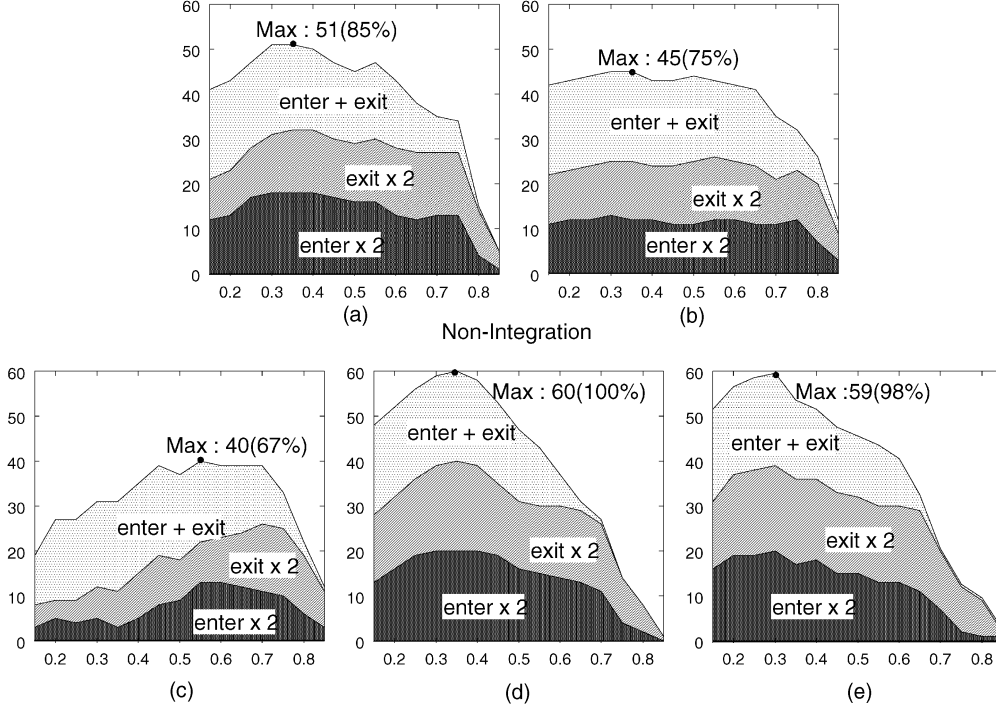 60
50
40
30
20
10
0
Max : 51(85%)
enter + exit
exit x 2
enter x 2
0.2 0.3 0.4 0.5 0.6 0.7 0.8
(a)
60
50
40
30
20
10
0
Max : 45(75%)
enter + exit
exit x 2
enter x 2
0.2 0.3 0.4 0.5 0.6 0.7 0.8
(b)
Non-Integration
60
50
40
30
20
10
0
Max : 40(67%)
enter + exit
exit x 2
enter x 2
0.2 0.3 0.4 0.5 0.6 0.7 0.8
(c)
60
50
40
30
20
10
0
Max : 60(100%)
enter + exit
exit x 2
enter x 2
0.2 0.3 0.4 0.5 0.6 0.7 0.8
(d)
60
50
40
30
20
10
0
Max :59(98%)
enter + exit
exit x 2
enter x 2
0.2 0.3 0.4 0.5 0.6 0.7 0.8
(e)